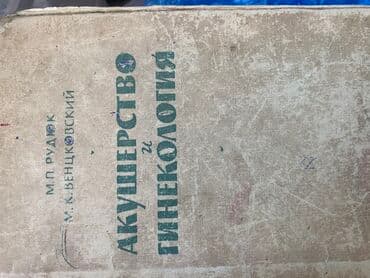 М. П. РУДЮК
М. К. ВЕНЦКОВСКИЙ
АКУШЕРСТВО
И
ГИНЕКОЛОГИЯ